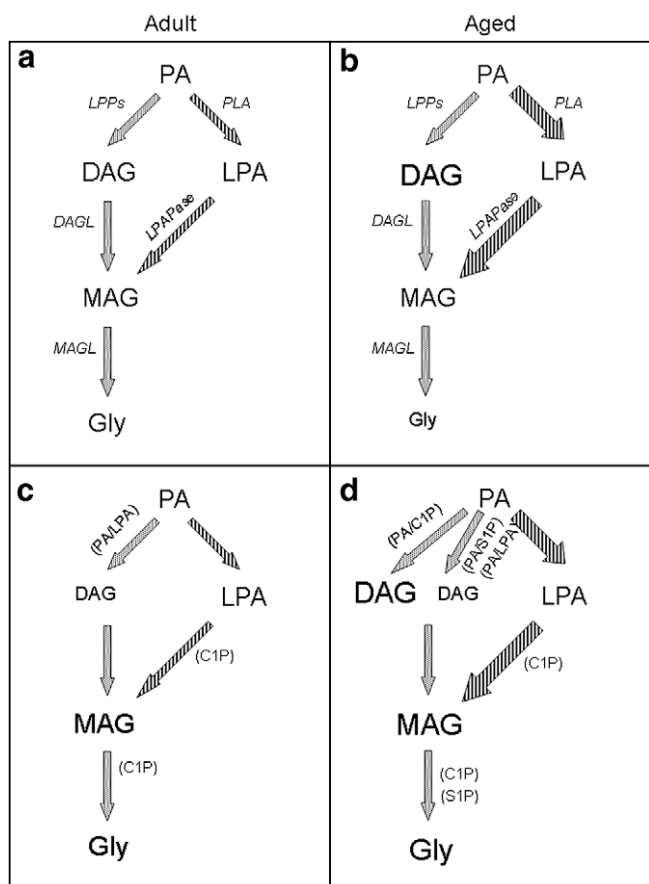 Adult
Aged
a
PA
LPPs
PLA
DAG
LPA
DAGL
LPAPase
MAG
MAGL
Gly
b
PA
LPPs
PLA
DAG
LPA
DAGL
LPAPase
MAG
MAGL
Gly
c
PA
(PA/LPA)
DAG
LPA
(C1P)
MAG
(C1P)
Gly
d
PA
(PA/C1P)
(PA/S1P)
(PA/LPA)
DAG
DAG
LPA
(C1P)
MAG
(C1P)
(S1P)
Gly